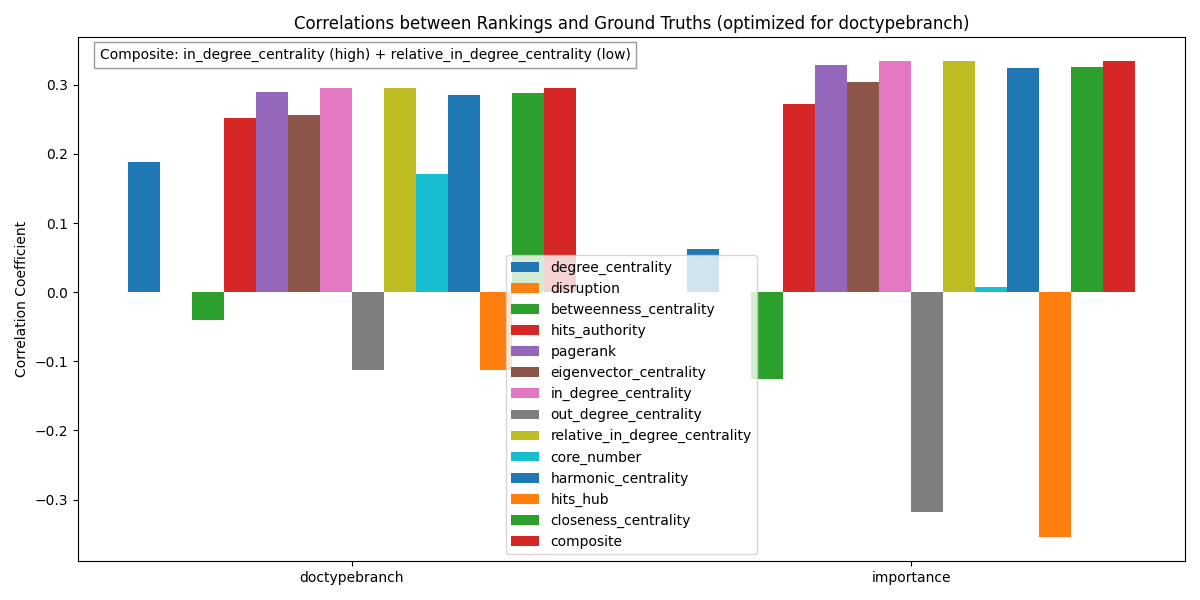 Correlations between Rankings and Ground Truths (optimized for doctypebranch)
Composite: in_degree_centrality (high) + relative_in_degree_centrality (low)
Correlation Coefficient
0.3
0.2
0.1
0.0
−0.1
−0.2
−0.3
degree_centrality
disruption
betweenness_centrality
hits_authority
pagerank
eigenvector_centrality
in_degree_centrality
out_degree_centrality
relative_in_degree_centrality
core_number
harmonic_centrality
hits_hub
closeness_centrality
composite
doctypebranch
importance